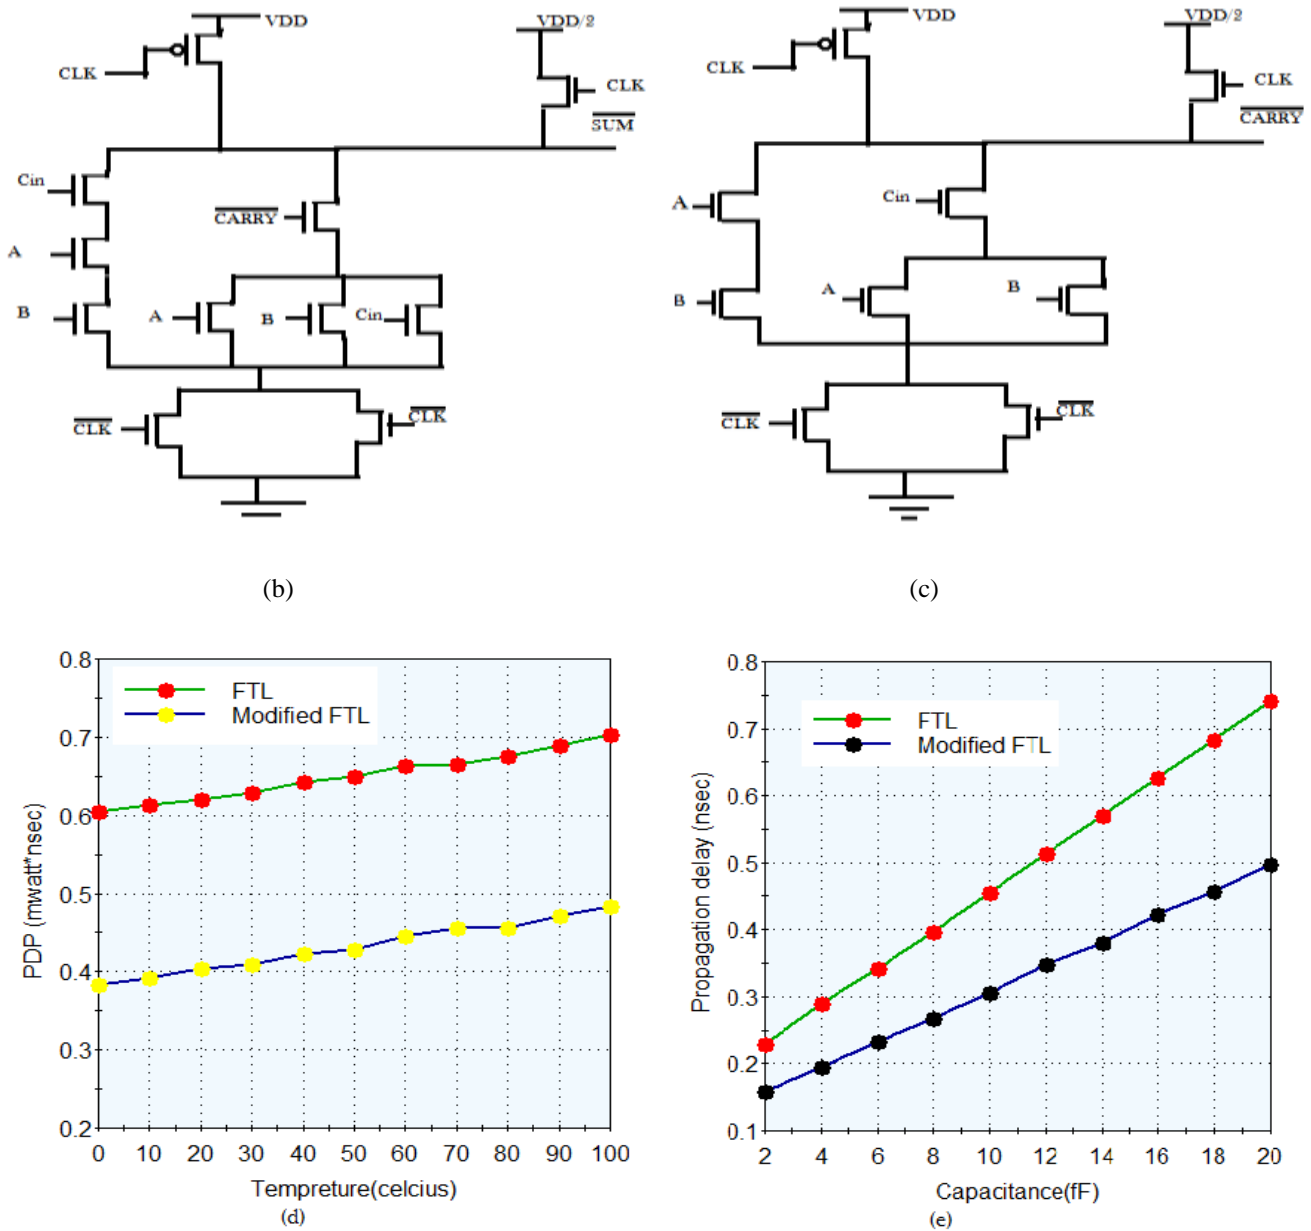 VDD
CLK
VDD/2
CLK
SUM
Cin
CARRY
A
B
A
B
Cin
CLK
CLK
(b)
VDD
CLK
VDD/2
CLK
CARRY
A
Cin
B
A
B
CLK
CLK
(c)
0.8
0.7
0.6
0.5
0.4
0.3
0.2
PDP (mwatt*nsec)
FTL
Modified FTL
0 10 20 30 40 50 60 70 80 90 100
Tempreture(celcius)
(d)
0.8
0.7
0.6
0.5
0.4
0.3
0.2
0.1
Propagation delay (nsec)
FTL
Modified FTL
2 4 6 8 10 12 14 16 18 20
Capacitance(fF)
(e)